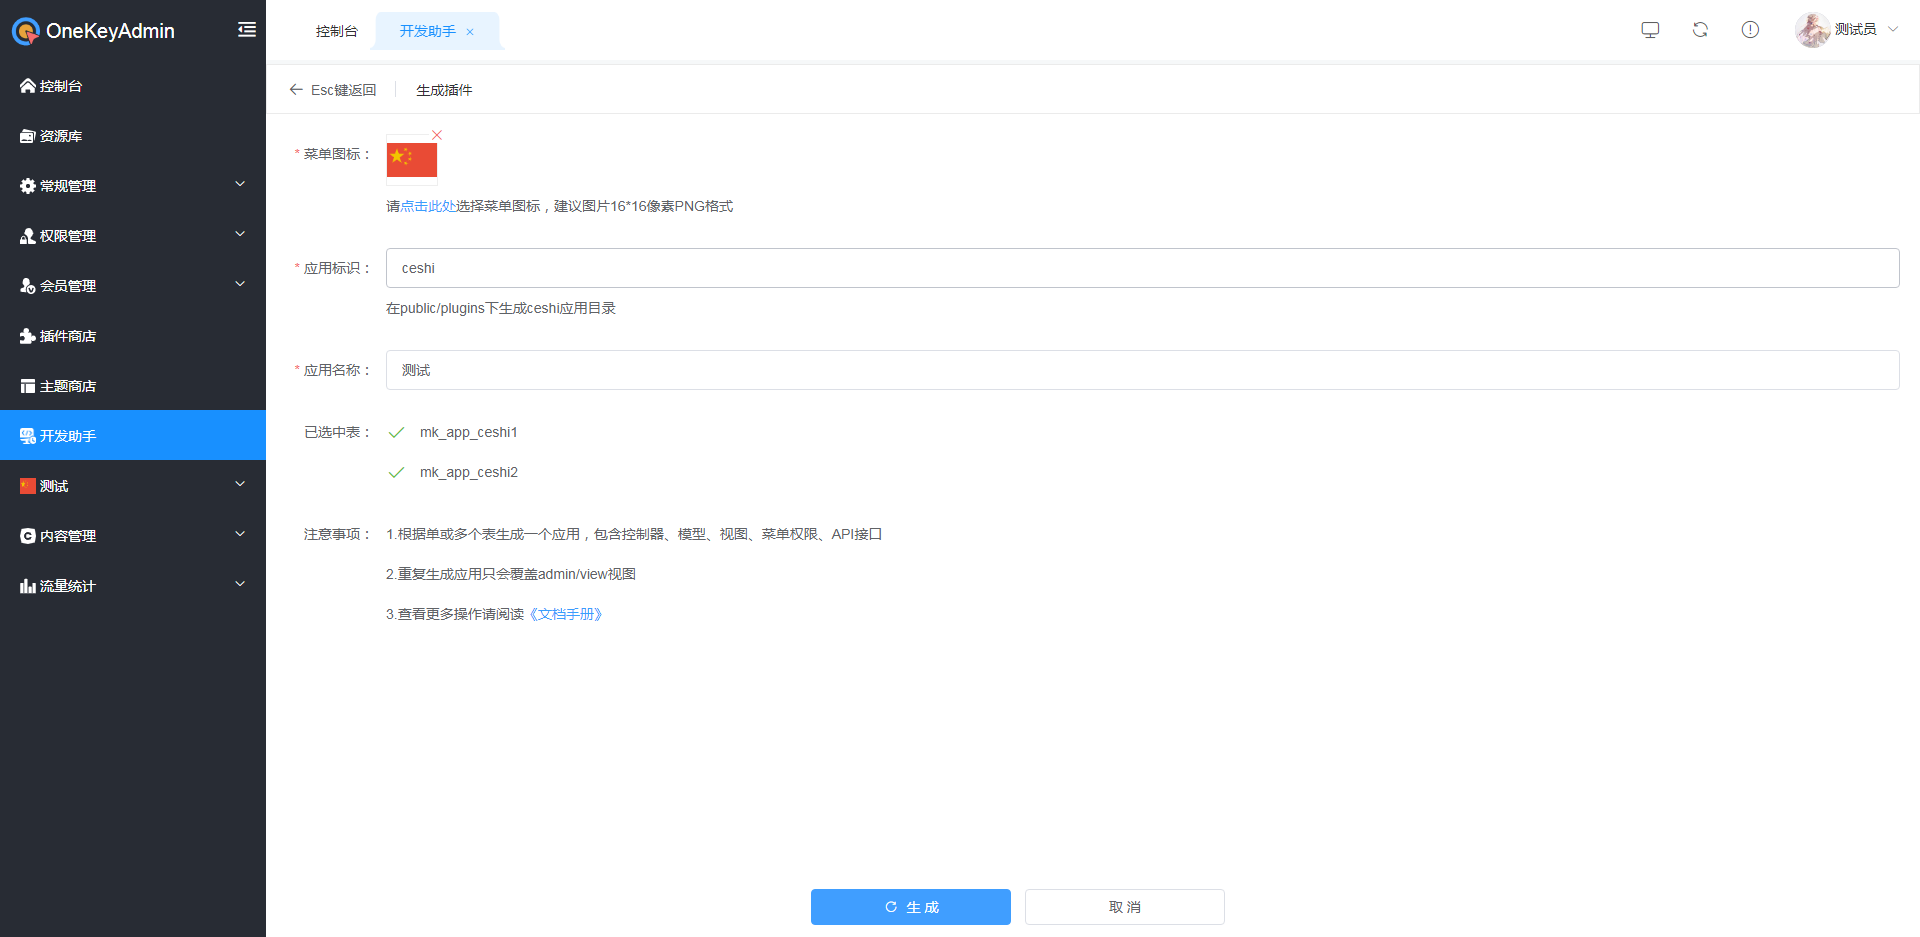 OneKeyAdmin
控制台
资源库
常规管理
权限管理
会员管理
插件商店
主题商店
开发助手
测试
内容管理
流量统计
控制台
开发助手
测试员
Esc键返回
生成插件
* 菜单图标：
请点击此处选择菜单图标，建议图片16*16像素PNG格式
* 应用标识： ceshi
在public/plugins下生成ceshi应用目录
* 应用名称： 测试
已选中表： mk_app_ceshi1
mk_app_ceshi2
注意事项： 1.根据单或多个表生成一个应用，包含控制器、模型、视图、菜单权限、API接口
2.重复生成应用只会覆盖admin/view视图
3.查看更多操作请阅读《文档手册》
生 成
取 消